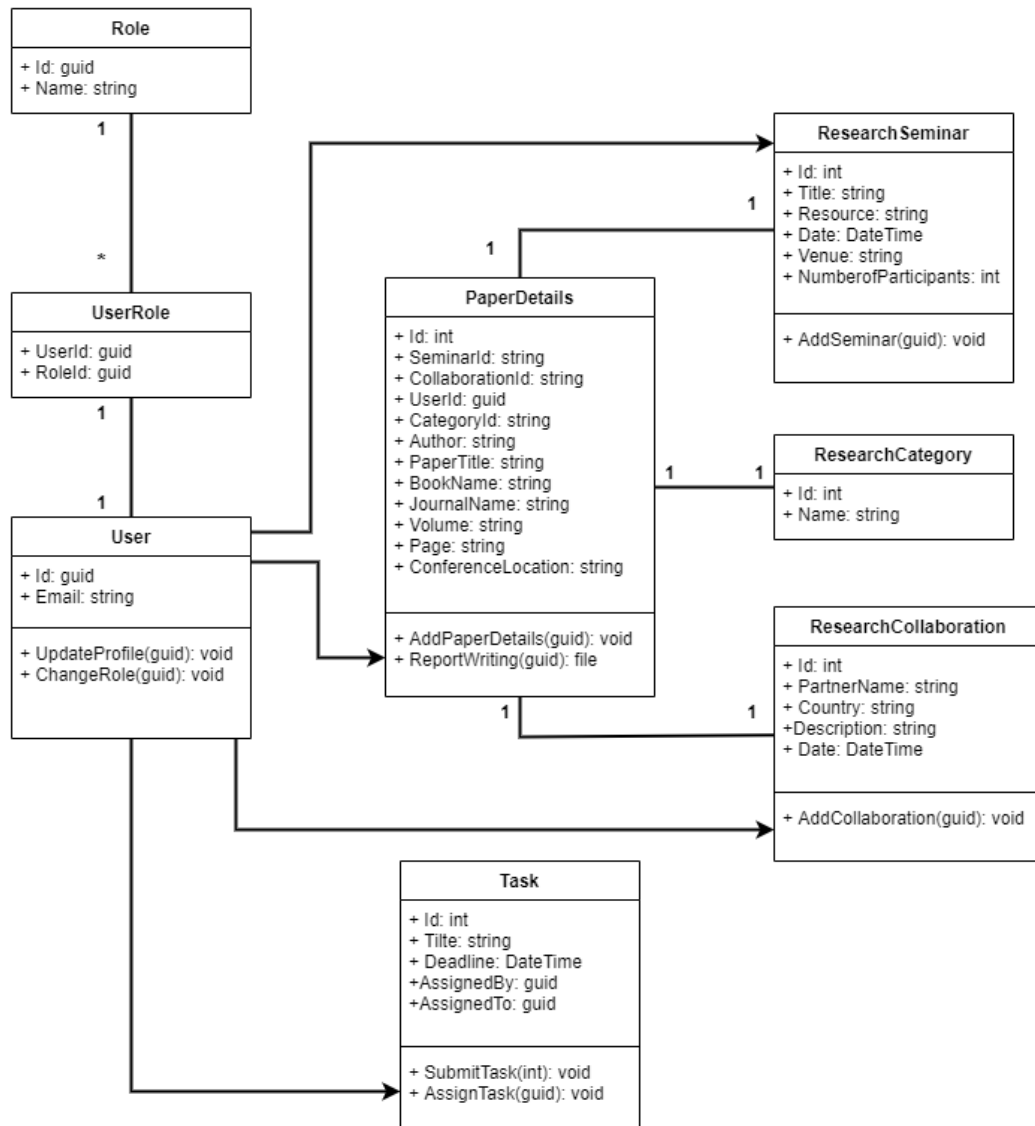 Role
+ Id: guid
+ Name: string
1
*
UserRole
+ UserId: guid
+ RoleId: guid
1
1
User
+ Id: guid
+ Email: string
+ UpdateProfile(guid): void
+ ChangeRole(guid): void
1
1
PaperDetails
+ Id: int
+ SeminarId: string
+ CollaborationId: string
+ UserId: guid
+ CategoryId: string
+ Author: string
+ PaperTitle: string
+ BookName: string
+ JournalName: string
+ Volume: string
+ Page: string
+ ConferenceLocation: string
+ AddPaperDetails(guid): void
+ ReportWriting(guid): file
1
1
1
1
ResearchSeminar
+ Id: int
+ Title: string
+ Resource: string
+ Date: DateTime
+ Venue: string
+ NumberofParticipants: int
+ AddSeminar(guid): void
ResearchCategory
+ Id: int
+ Name: string
ResearchCollaboration
+ Id: int
+ PartnerName: string
+ Country: string
+Description: string
+ Date: DateTime
+ AddCollaboration(guid): void
Task
+ Id: int
+ Tilte: string
+ Deadline: DateTime
+AssignedBy: guid
+AssignedTo: guid
+ SubmitTask(int): void
+ AssignTask(guid): void